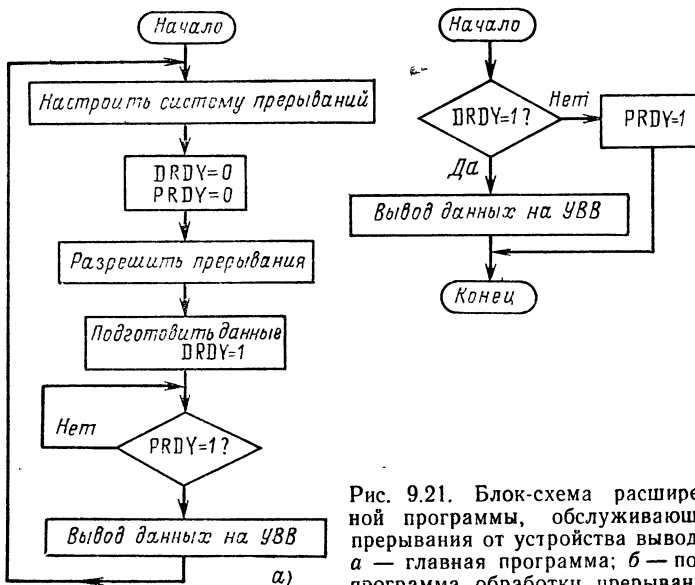 Начало
Настроить систему прерываний
DRDY=0
PRDY=0
Разрешить прерывания
Подготовить данные
DRDY=1
Нет
PRDY=1?
Вывод данных на УВВ
а)
Начало
DRDY=1?
Нет
PRDY=1
Да
Вывод данных на УВВ
Конец
Рис. 9.21. Блок-схема расшире
ной программы, обслуживающ
прерывания от устройства вывод
а — главная программа; б — по
программа обработки прерыван